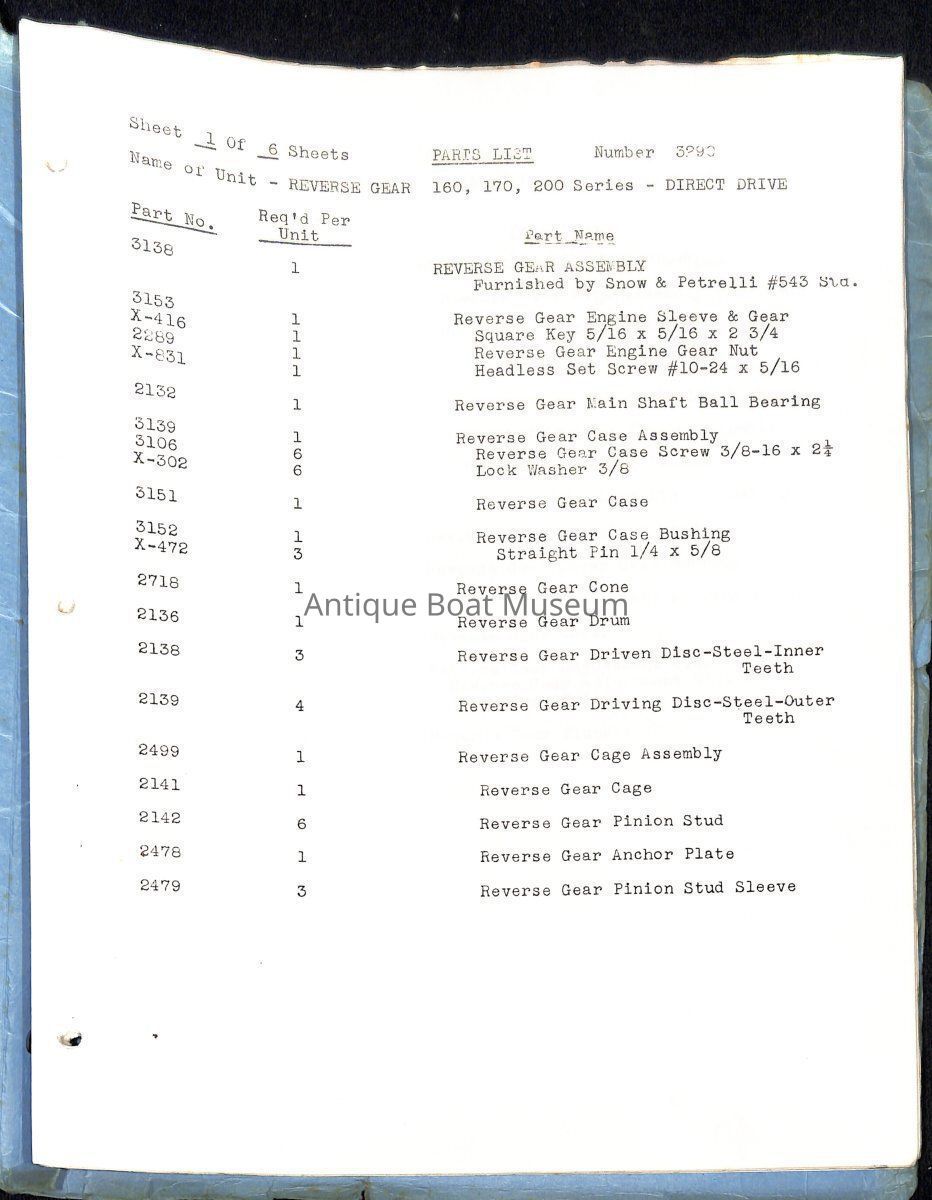 Sheet 1 Of 6 Sheets PARTS LIST Number
Name of Unit - REVERSE GEAR 160, 170, 200 Series - DIRECT DRIVE
Part No. Req'd Per Unit Part Name
3138 1 REVERSE GEAR ASSEMBLY
Furnished by Snow & Petrelli #543 Std.
3153 1 Reverse Gear Engine Sleeve & Gear
X-416 1 Square Key 5/16 x 5/16 x 2 3/4
2289 1 Reverse Gear Engine Gear Nut
X-831 1 Headless Set Screw #10-24 x 5/16
2132 1 Reverse Gear Main Shaft Ball Bearing
3139 1 Reverse Gear Case Assembly
3106 6 Reverse Gear Case Screw 3/8-16 x 2¼
X-302 6 Lock Washer 3/8
3151 1 Reverse Gear Case
3152 1 Reverse Gear Case Bushing
X-472 3 Straight Pin 1/4 x 5/8
2718 1 Reverse Gear Cone
Antique Boat Museum
2136 1 Reverse Gear Drum
2138 3 Reverse Gear Driven Disc-Steel-Inner
Teeth
2139 4 Reverse Gear Driving Disc-Steel-Outer
Teeth
2499 1 Reverse Gear Cage Assembly
2141 1 Reverse Gear Cage
2142 6 Reverse Gear Pinion Stud
2478 1 Reverse Gear Anchor Plate
2479 3 Reverse Gear Pinion Stud Sleeve